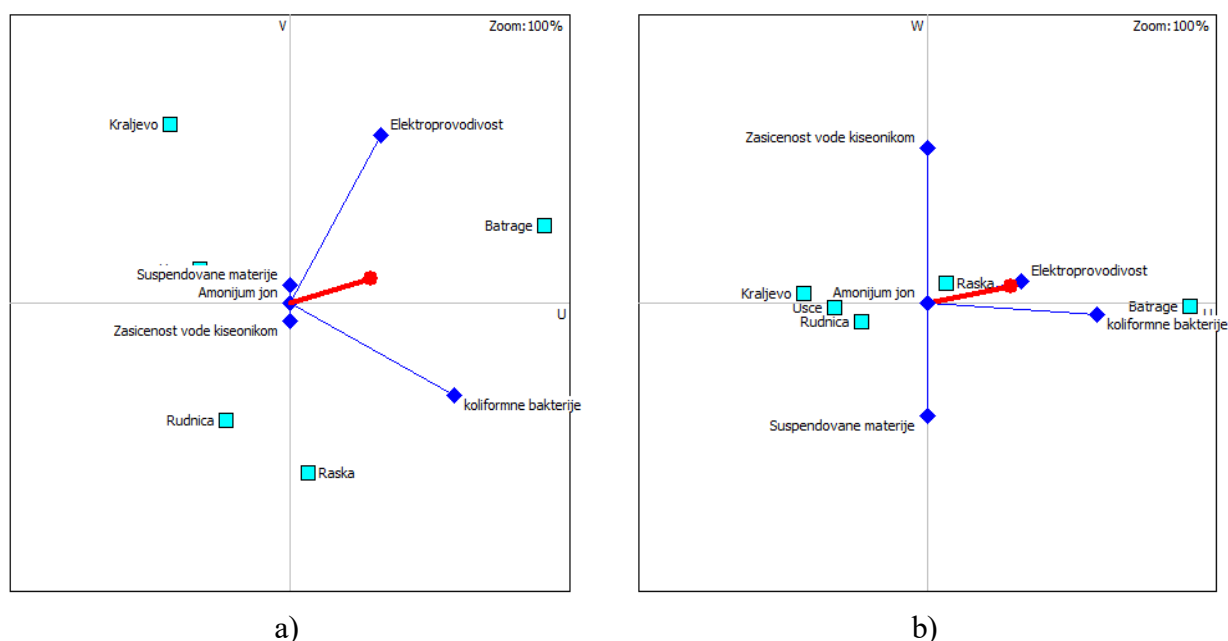 V
Zoom:100%
Kraljevo
Elektroprovodivost
Batrage
Suspendovane materije
Amonijum jon
U
Zasicenost vode kiseonikom
koliformne bakterije
Rudnica
Raska
a)
W
Zoom:100%
Zasicenost vode kiseonikom
Elektroprovodivost
Raska
Amonijum jon
Kraljevo
Usce
Batrage
Rudnica
koliformne bakterije
Suspendovane materije
b)